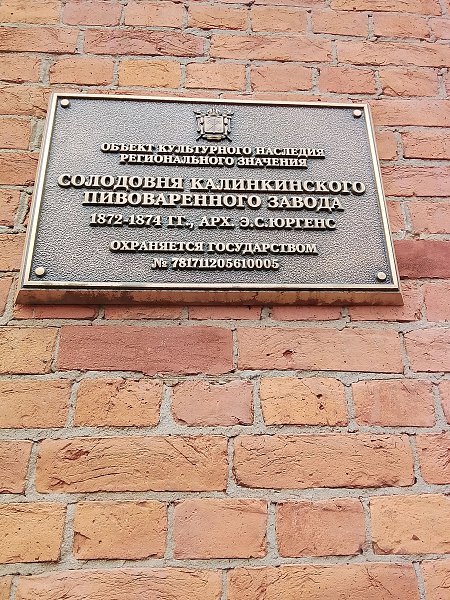 ОБЪЕКТ КУЛЬТУРНОГО НАСЛЕДИЯ
РЕГИОНАЛЬНОГО ЗНАЧЕНИЯ
СОЛОДОВНЯ КАЛИНКИНСКОГО
ПИВОВАРЕННОГО ЗАВОДА
1872-1874 ГГ., АРХ. Э.С.ЮРГЕНС
ОХРАНЯЕТСЯ ГОСУДАРСТВОМ
№ 781711205610005